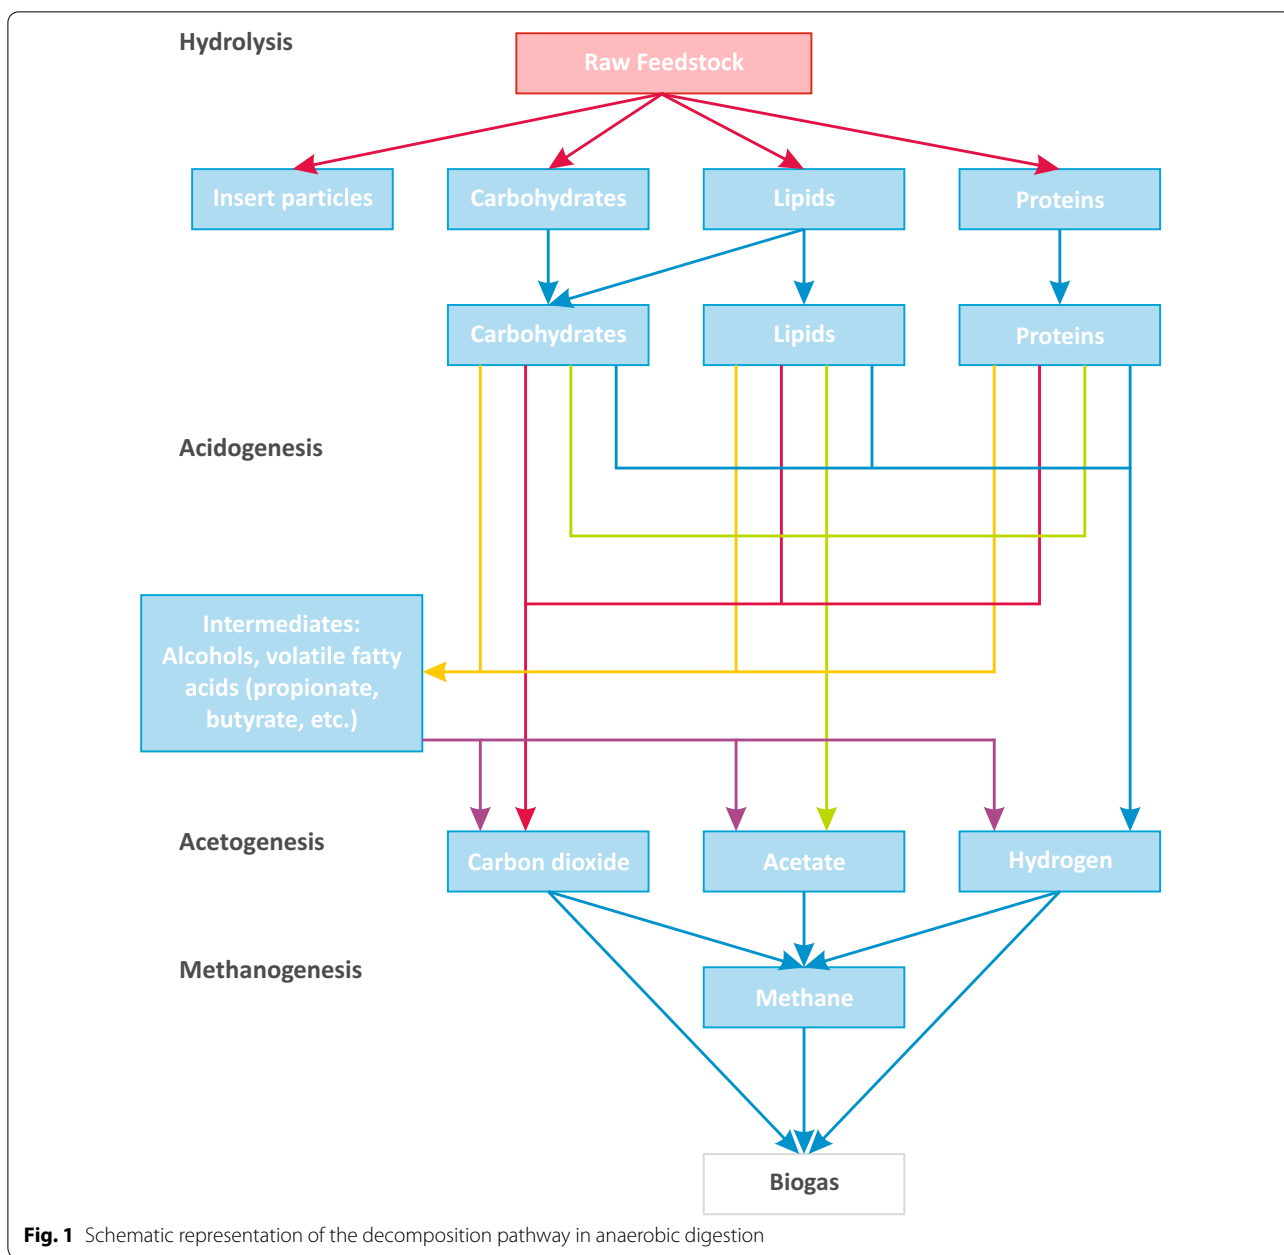 Hydrolysis
Raw Feedstock
Insert particles
Carbohydrates
Lipids
Proteins
Carbohydrates
Lipids
Proteins
Acidogenesis
Intermediates:
Alcohols, volatile fatty
acids (propionate,
butyrate, etc.)
Acetogenesis
Carbon dioxide
Acetate
Hydrogen
Methanogenesis
Methane
Biogas
Fig. 1 Schematic representation of the decomposition pathway in anaerobic digestion